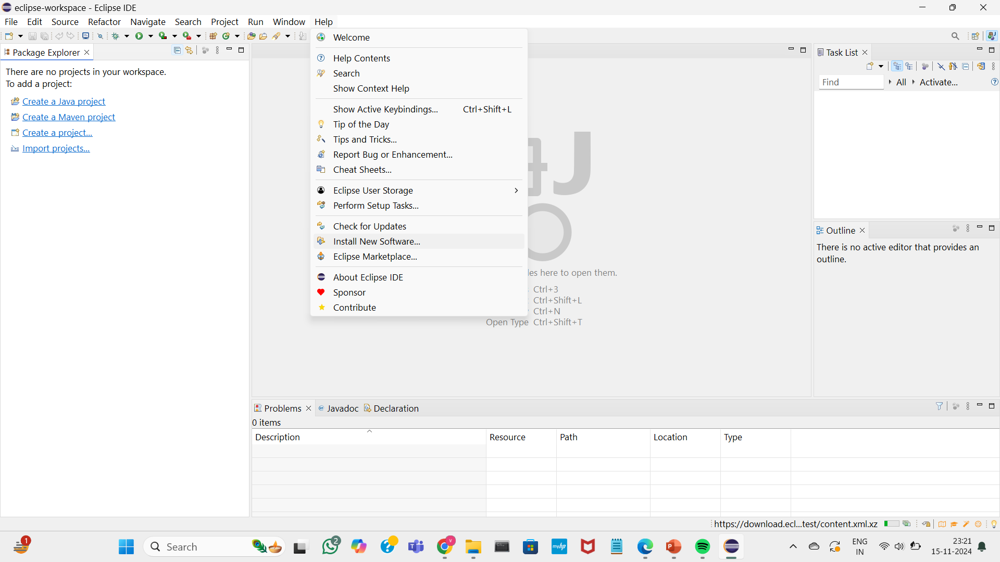 eclipse-workspace - Eclipse IDE
File Edit Source Refactor Navigate Search Project Run Window Help
Package Explorer
There are no projects in your workspace.
To add a project:
Create a Java project
Create a Maven project
Create a project...
Import projects...
Welcome
Help Contents
Search
Show Context Help
Show Active Keybindings... Ctrl+Shift+L
Tip of the Day
Tips and Tricks...
Report Bug or Enhancement...
Cheat Sheets...
Eclipse User Storage
Perform Setup Tasks...
Check for Updates
Install New Software...
Eclipse Marketplace...
About Eclipse IDE
Sponsor
Contribute
here to open them.
Ctrl+3
Ctrl+Shift+L
Ctrl+N
Open Type Ctrl+Shift+T
Task List
Find All Activate...
Outline
There is no active editor that provides an
outline.
Problems @ Javadoc Declaration
0 items
Description Resource Path Location Type
https://download.ecl...test/content.xml.xz
1
Search
2
myhp
V
P
ENG
IN
23:21
15-11-2024